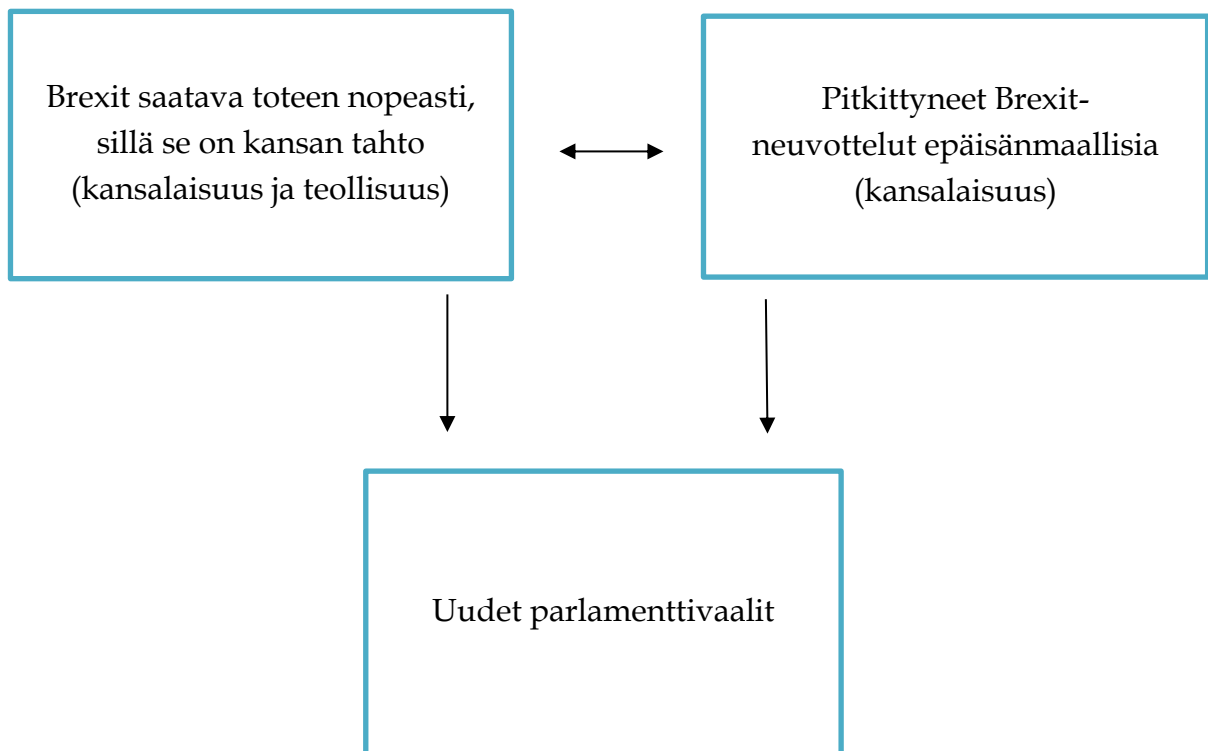 Brexit saatava toteen nopeasti,
sillä se on kansan tahto
(kansalaisuus ja teollisuus)
Pitkittyneet Brexit-
neuvottelut epäisänmaallisia
(kansalaisuus)
Uudet parlamenttivaalit